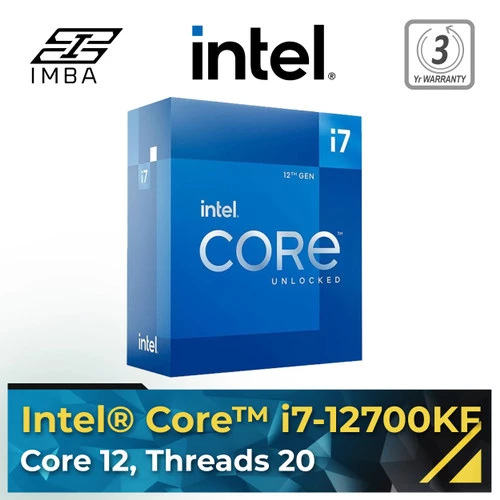 IMBA
intel®
3
Yr WARRANTY
i7
i7
12TH GEN
intel.
CORE™
UNLOCKED
intel
Intel® Core™ i7-12700KF
Core 12, Threads 20